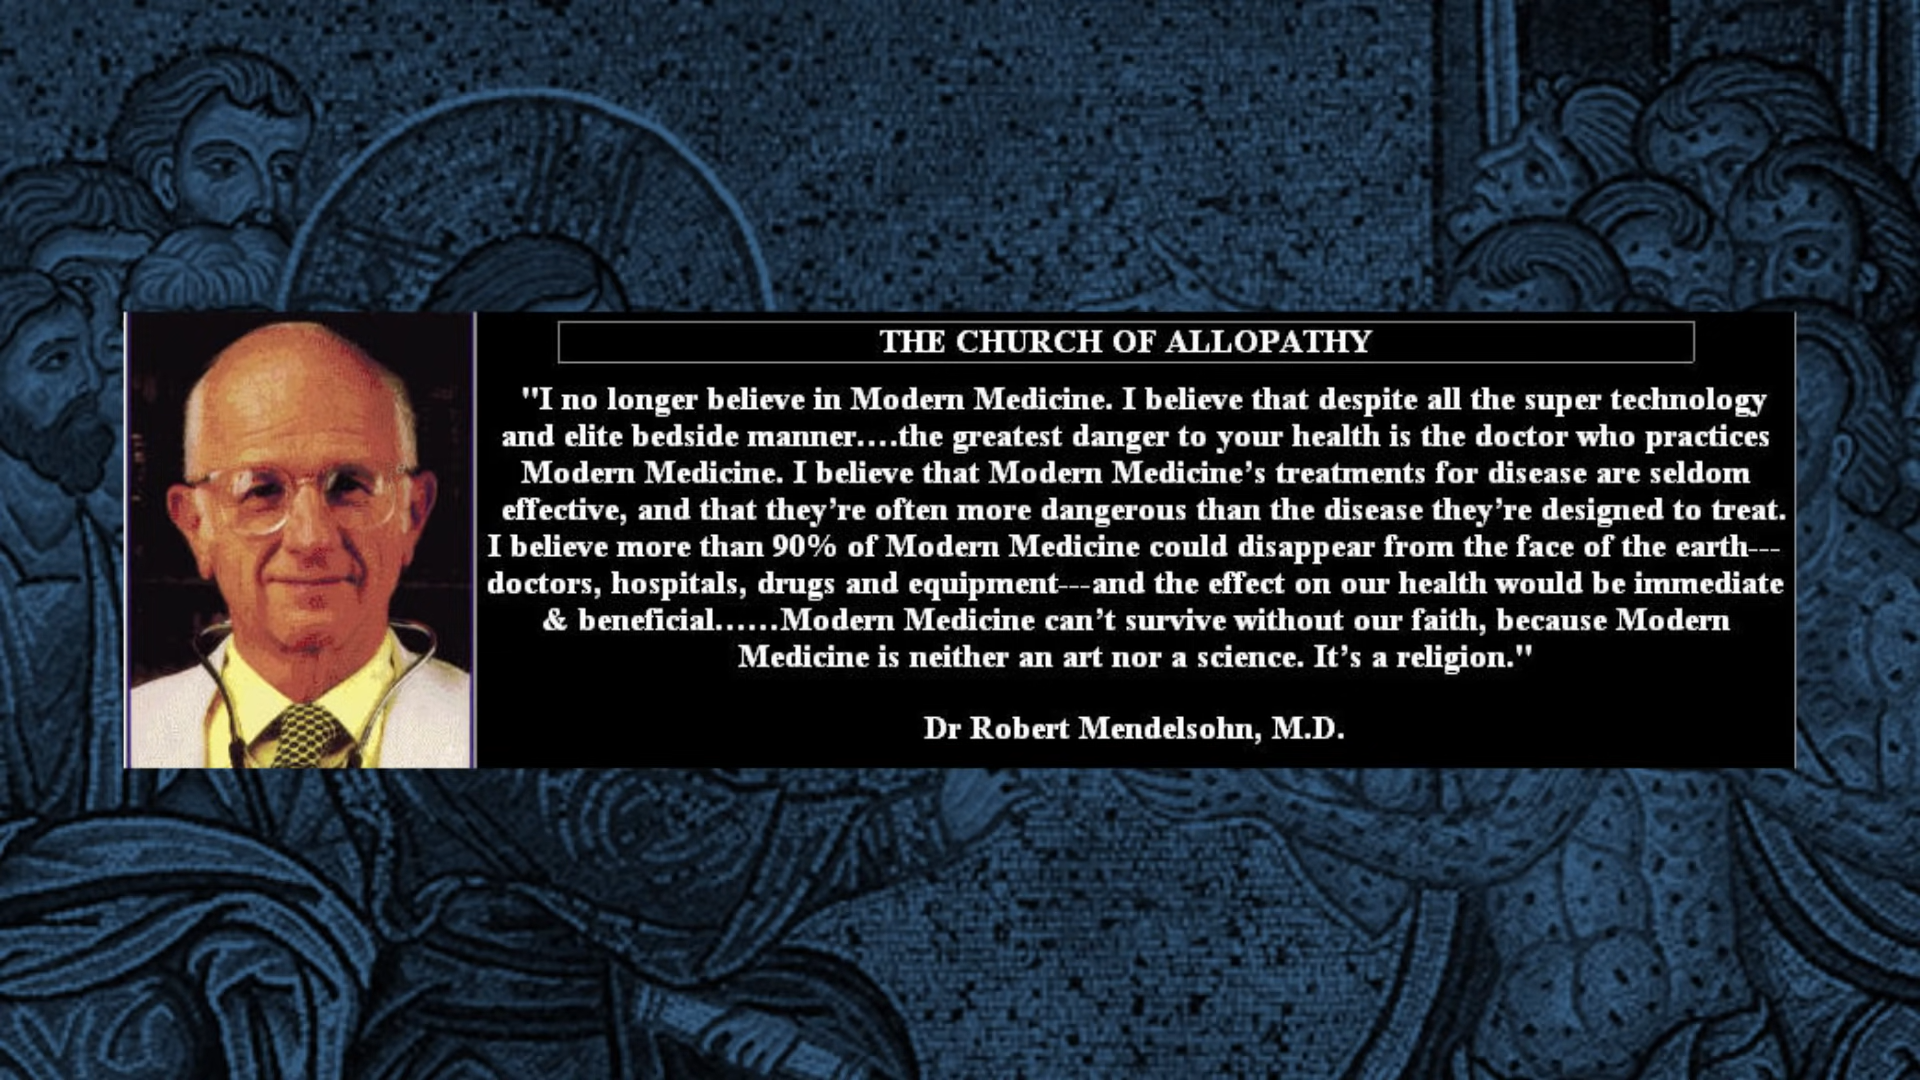 THE CHURCH OF ALLOPATHY
"I no longer believe in Modern Medicine. I believe that despite all the super technology
and elite bedside manner....the greatest danger to your health is the doctor who practices
Modern Medicine. I believe that Modern Medicine’s treatments for disease are seldom
effective, and that they’re often more dangerous than the disease they’re designed to treat.
I believe more than 90% of Modern Medicine could disappear from the face of the earth---
doctors, hospitals, drugs and equipment---and the effect on our health would be immediate
& beneficial......Modern Medicine can’t survive without our faith, because Modern
Medicine is neither an art nor a science. It’s a religion."
Dr Robert Mendelsohn, M.D.